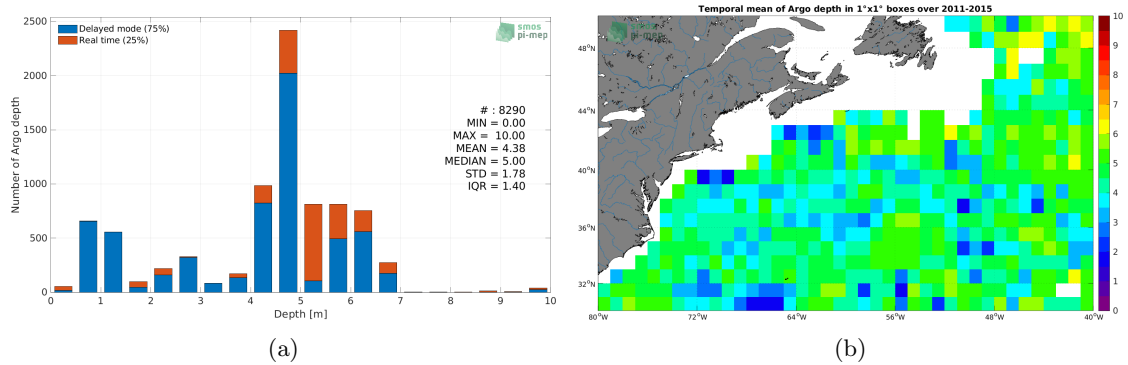 Delayed mode (75%)
Real time (25%)
smos
pi-mep
# : 8290
MIN = 0.00
MAX = 10.00
MEAN = 4.38
MEDIAN = 5.00
STD = 1.78
IQR = 1.40
Number of Argo depth
2500
2000
1500
1000
500
0
0 1 2 3 4 5 6 7 8 9 10
Depth [m]
(a)
Temporal mean of Argo depth in 1°x1° boxes over 2011-2015
smos
pi-mep
48°N
44°N
40°N
36°N
32°N
80°W 72°W 64°W 56°W 48°W 40°W
10
9
8
7
6
5
4
3
2
1
0
(b)